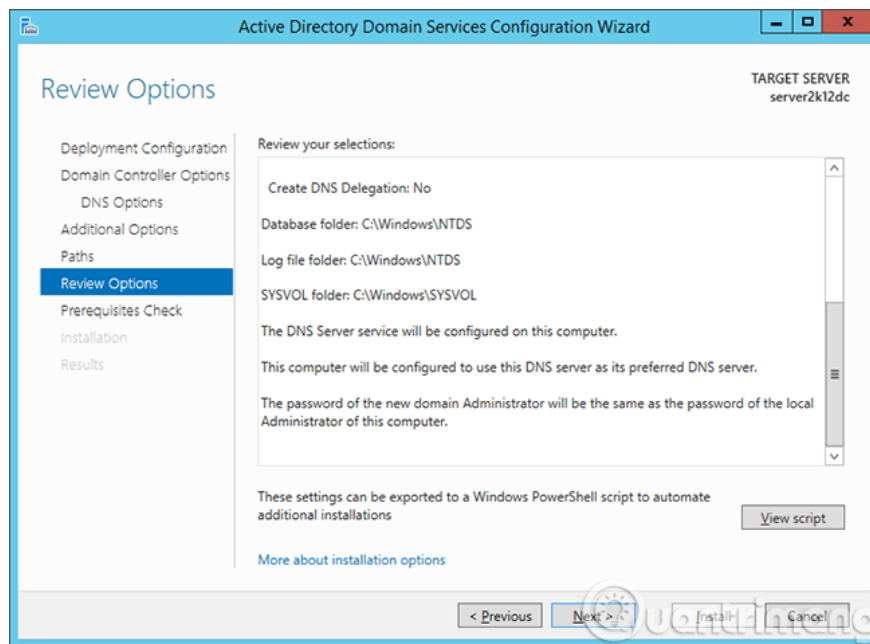 Active Directory Domain Services Configuration Wizard
Review Options
TARGET SERVER
server2k12dc
Deployment Configuration
Domain Controller Options
DNS Options
Additional Options
Paths
Review Options
Prerequisites Check
Installation
Results
Review your selections:
Create DNS Delegation: No
Database folder: C:\Windows\NTDS
Log file folder: C:\Windows\NTDS
SYSVOL folder: C:\Windows\SYSVOL
The DNS Server service will be configured on this computer.
This computer will be configured to use this DNS server as its preferred DNS server.
The password of the new domain Administrator will be the same as the password of the local
Administrator of this computer.
These settings can be exported to a Windows PowerShell script to automate
additional installations
View script
More about installation options
< Previous
Next >
Install
Cancel
uantrimang